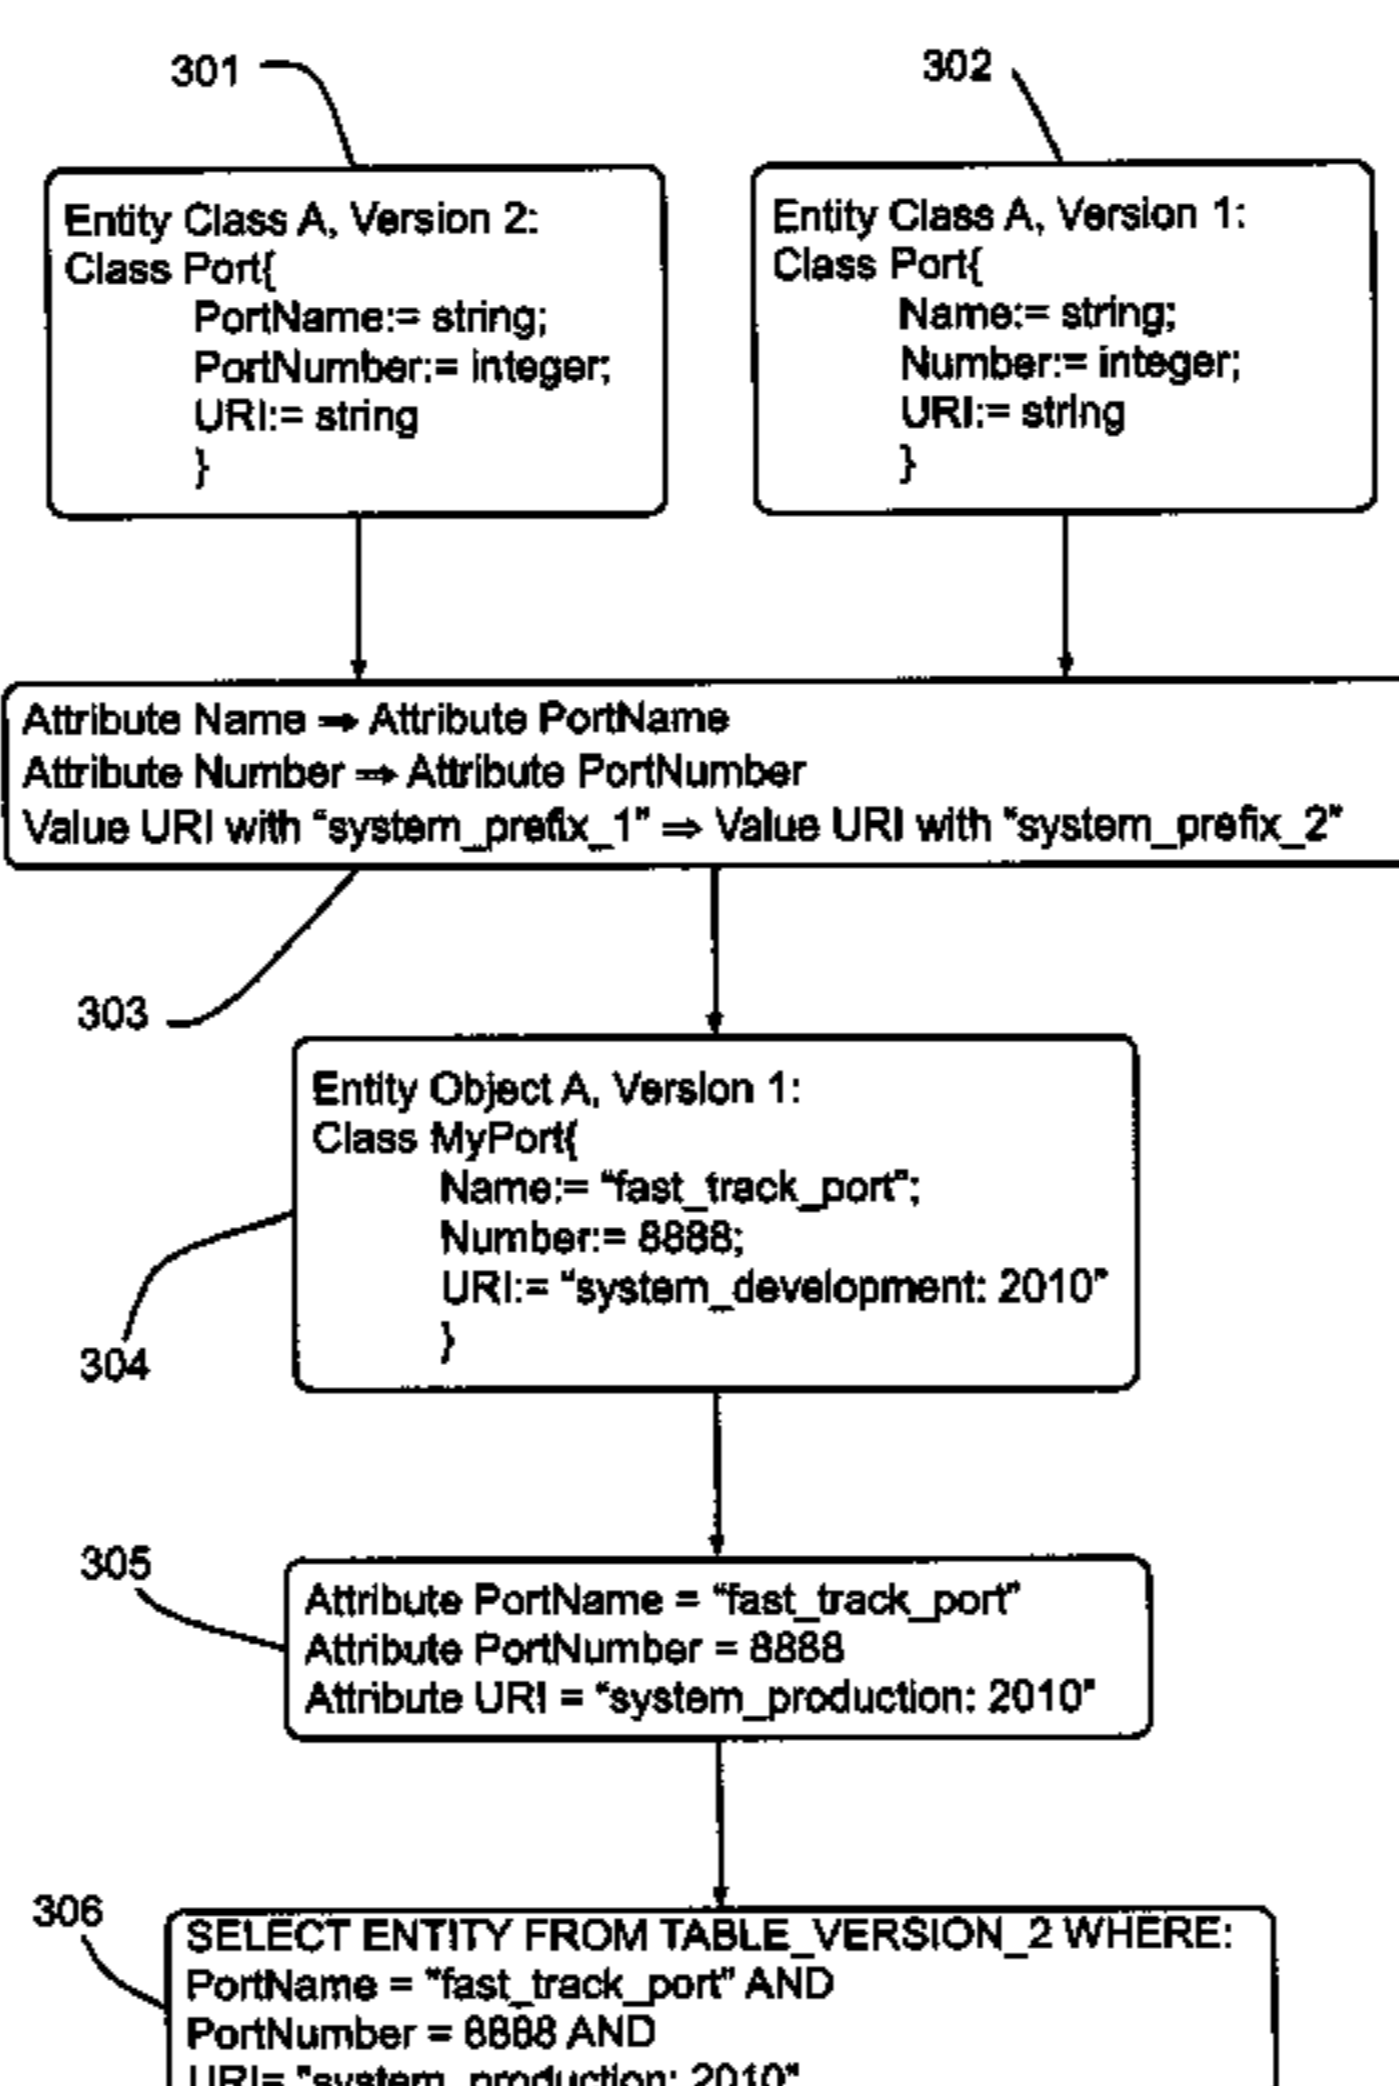 301
302
Entity Class A, Version 2:
Class Port{
PortName:= string;
PortNumber:= integer;
URI:= string
}
Entity Class A, Version 1:
Class Port{
Name:= string;
Number:= integer;
URI:= string
}
Attribute Name ⇒ Attribute PortName
Attribute Number ⇒ Attribute PortNumber
Value URI with “system_prefix_1” ⇒ Value URI with “system_prefix_2”
303
Entity Object A, Version 1:
Class MyPort{
Name:= “fast_track_port”;
Number:= 8888;
URI:= “system_development: 2010”
}
304
305
Attribute PortName = “fast_track_port”
Attribute PortNumber = 8888
Attribute URI = “system_production: 2010”
306
SELECT ENTITY FROM TABLE_VERSION_2 WHERE:
PortName = “fast_track_port” AND
PortNumber = 8888 AND
URI= "system_production: 2010"